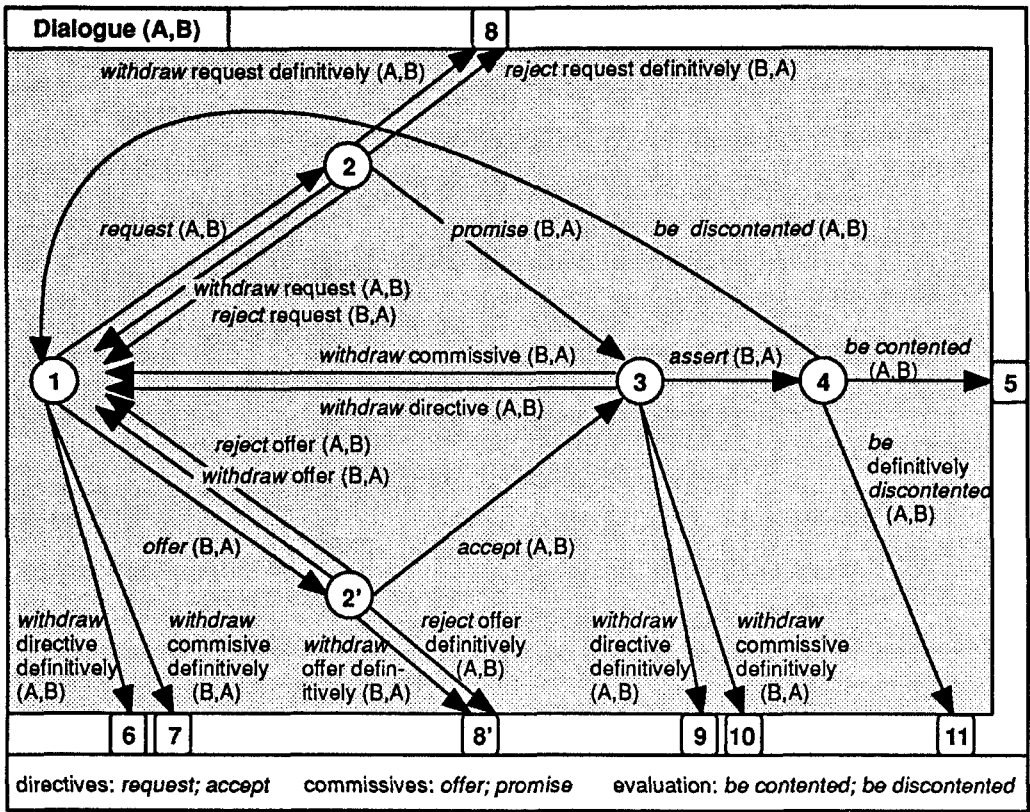 Dialogue (A,B)
8
withdraw request definitively (A,B)
reject request definitively (B,A)
2
request (A,B)
promise (B,A)
be discontented (A,B)
withdraw request (A,B)
reject request (B,A)
withdraw commissive (B,A)
assert (B,A)
be contented
(A,B)
1
3
4
5
withdraw directive (A,B)
reject offer (A,B)
withdraw offer (B,A)
be
definitively
discontented
(A,B)
offer (B,A)
accept (A,B)
2'
withdraw
directive
definitively
(A,B)
withdraw
commisive
definitively
(B,A)
withdraw
offer defin-
itively (B,A)
reject offer
definitively
(A,B)
withdraw
directive
definitively
(A,B)
withdraw
commissive
definitively
(B,A)
6
7
8'
9
10
11
directives: request; accept commissives: offer; promise evaluation: be contented; be discontented